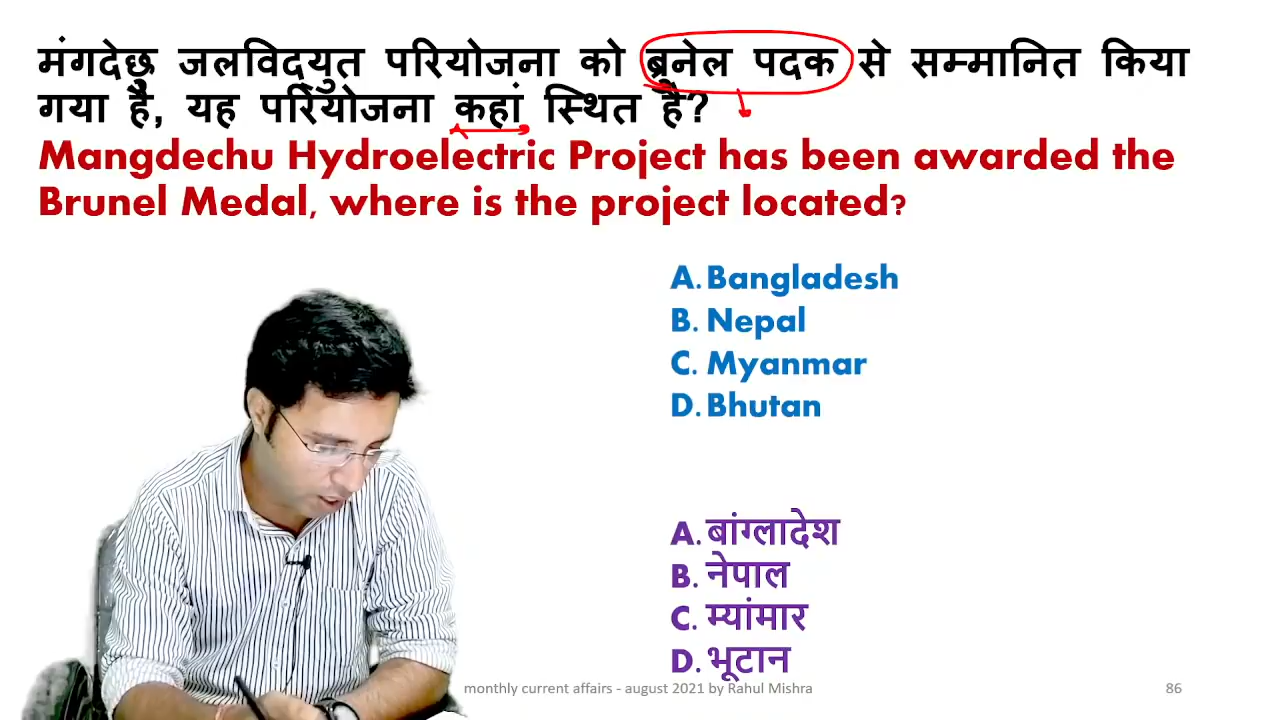 मंगदेछु जलविद्युत परियोजना को ब्रुनेल पदक से सम्मानित किया
गया है, यह परियोजना कहां स्थित है?
Mangdechu Hydroelectric Project has been awarded the
Brunel Medal, where is the project located?
A. Bangladesh
B. Nepal
C. Myanmar
D. Bhutan
A. बांग्लादेश
B. नेपाल
C. म्यांमार
D. भूटान
monthly current affairs - august 2021 by Rahul Mishra
86